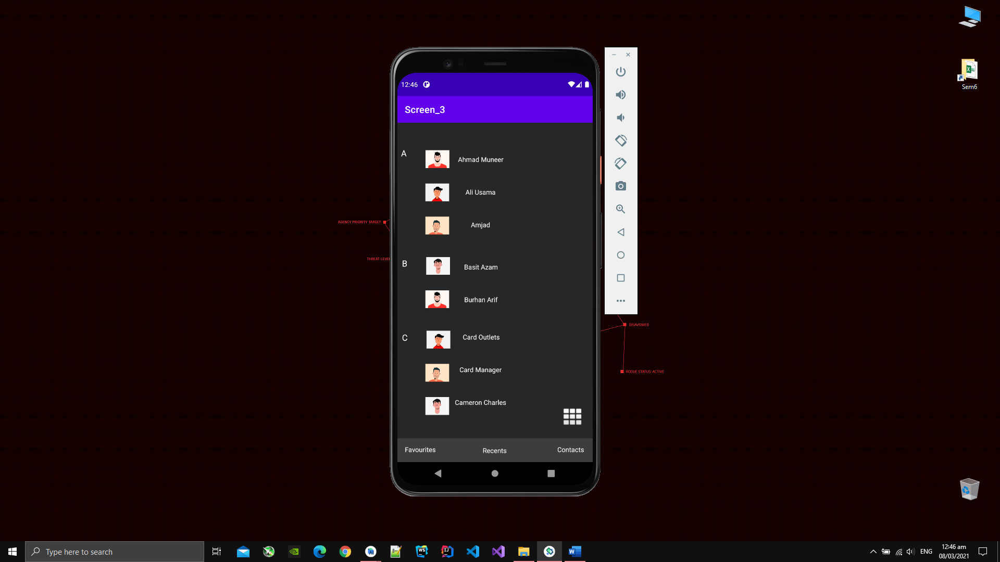 Sem6
12:46
Screen_3
A
Ahmad Muneer
Ali Usama
Amjad
AGENCY PRIORITY TARGET
THREAT LEVEL
B
Basit Azam
Burhan Arif
DISAVOWED
C
Card Outlets
Card Manager
ROGUE STATUS: ACTIVE
Cameron Charles
Favourites
Recents
Contacts
Type here to search
ENG
12:46 am
08/03/2021